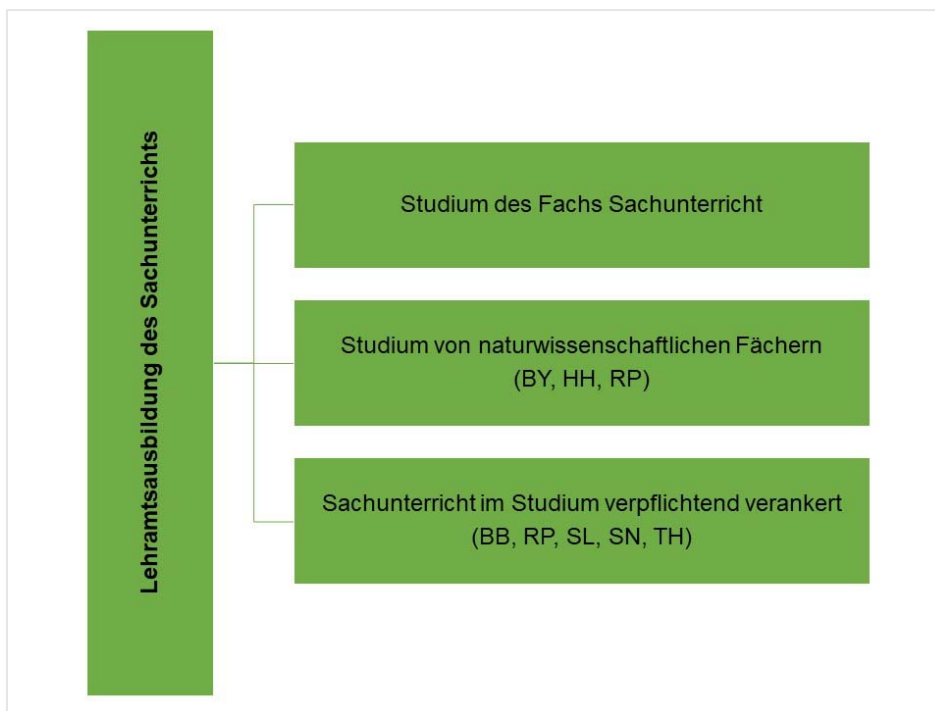 Lehramtsausbildung des Sachunterrichts
Studium des Fachs Sachunterricht
Studium von naturwissenschaftlichen Fächern
(BY, HH, RP)
Sachunterricht im Studium verpflichtend verankert
(BB, RP, SL, SN, TH)